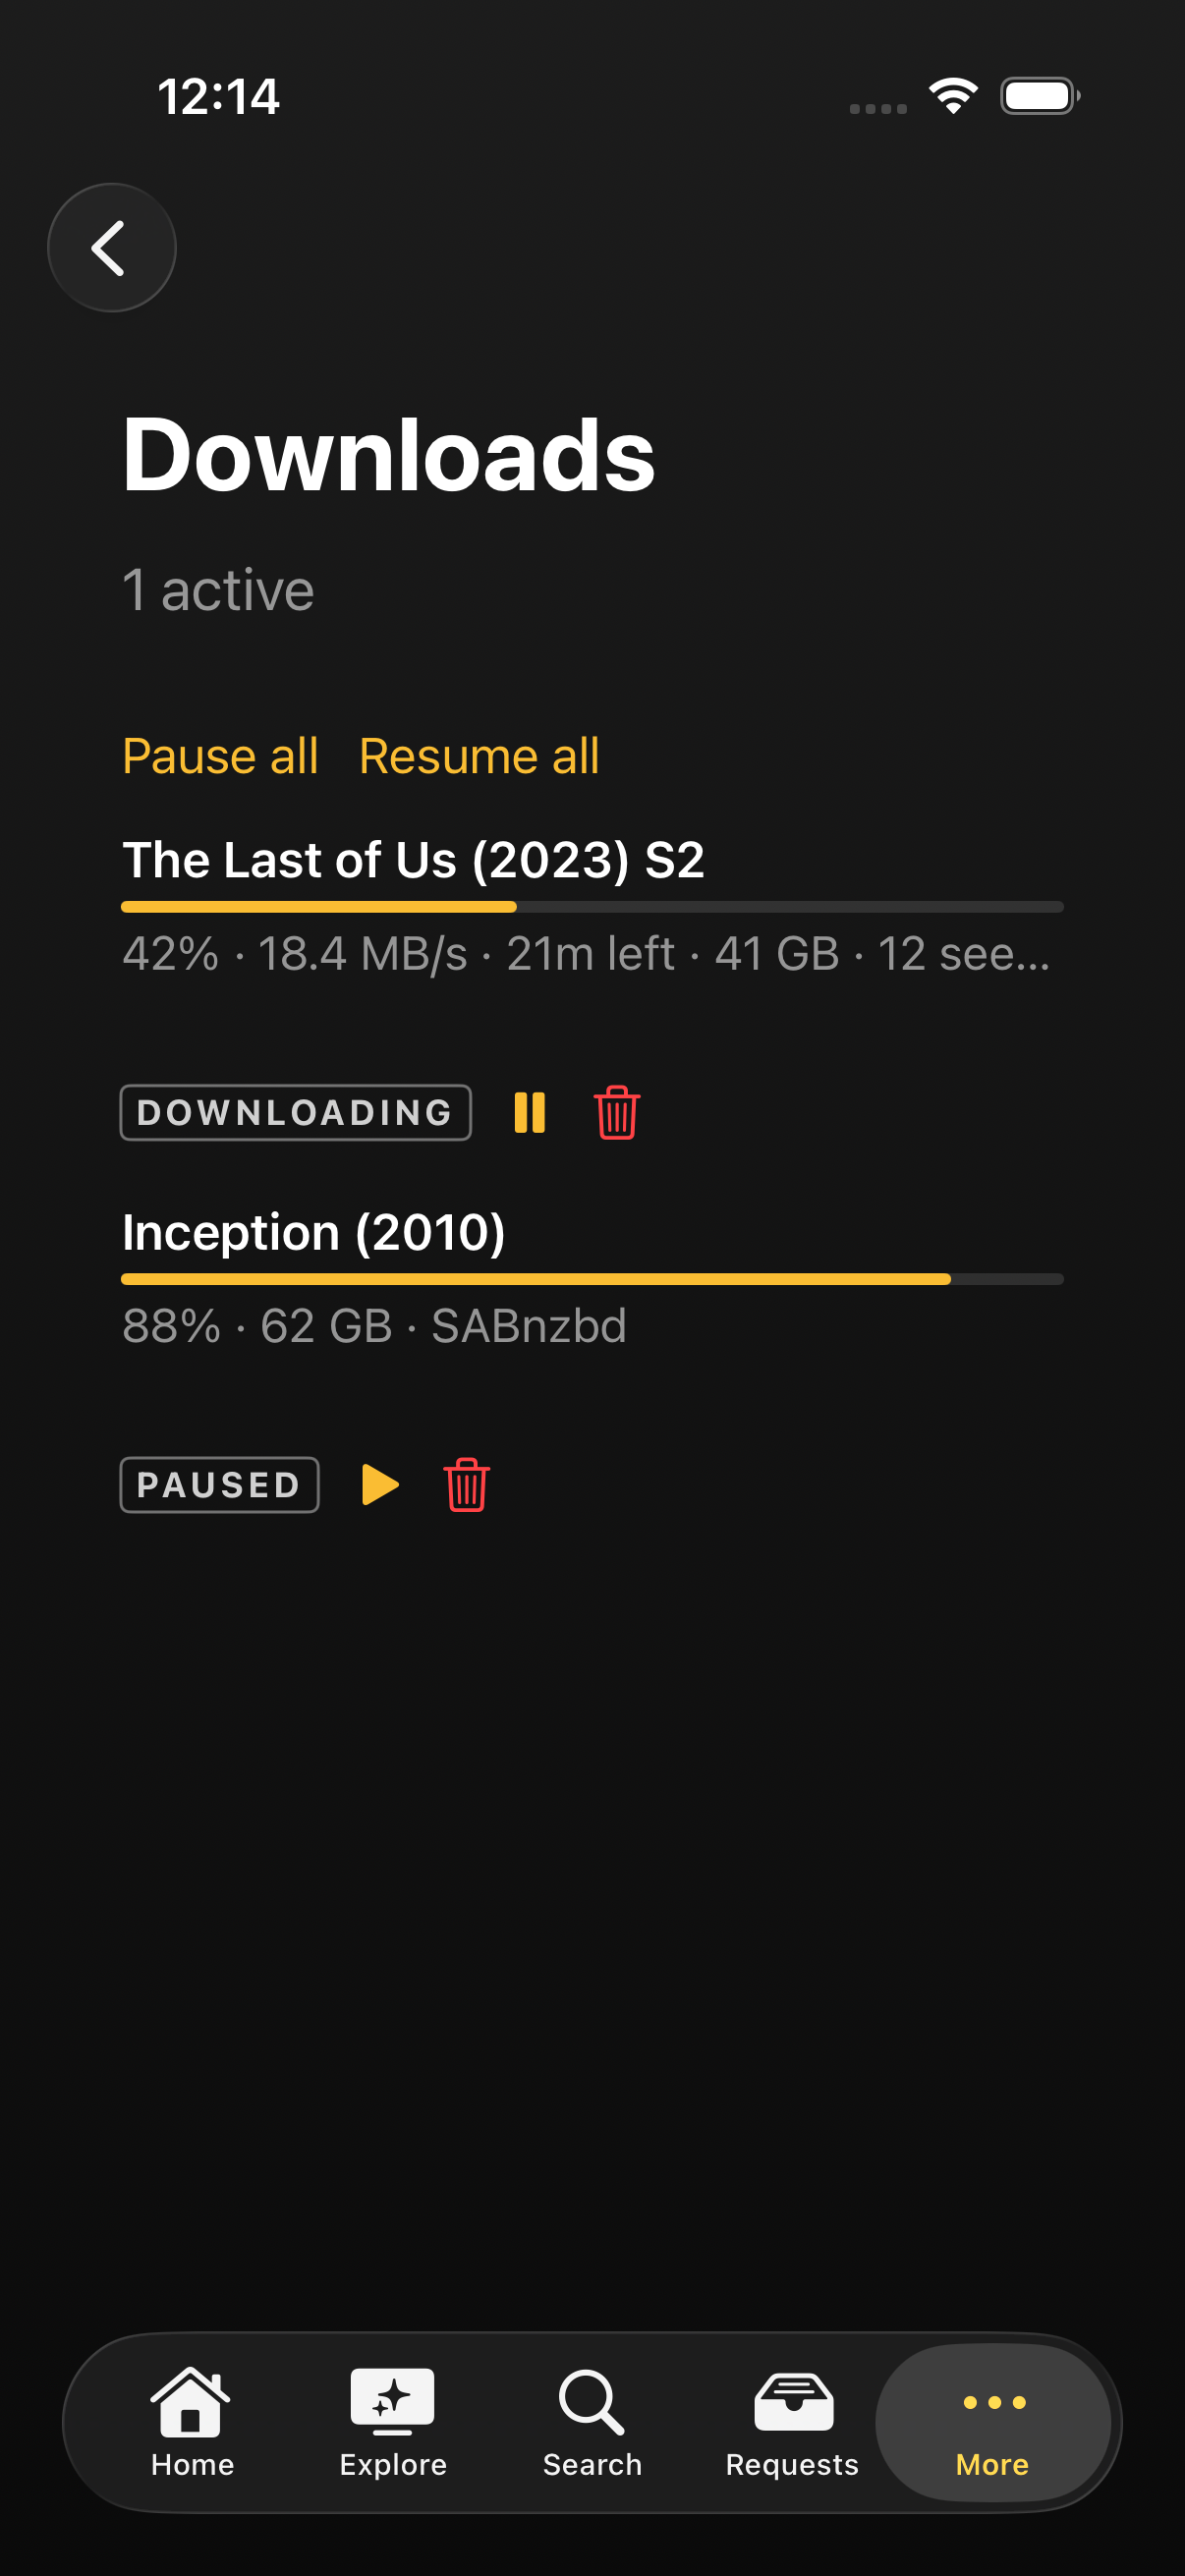 12:14
Downloads
1 active
Pause all Resume all
The Last of Us (2023) S2
42% · 18.4 MB/s · 21m left · 41 GB · 12 see...
DOWNLOADING
Inception (2010)
88% · 62 GB · SABnzbd
PAUSED
Home Explore Search Requests More